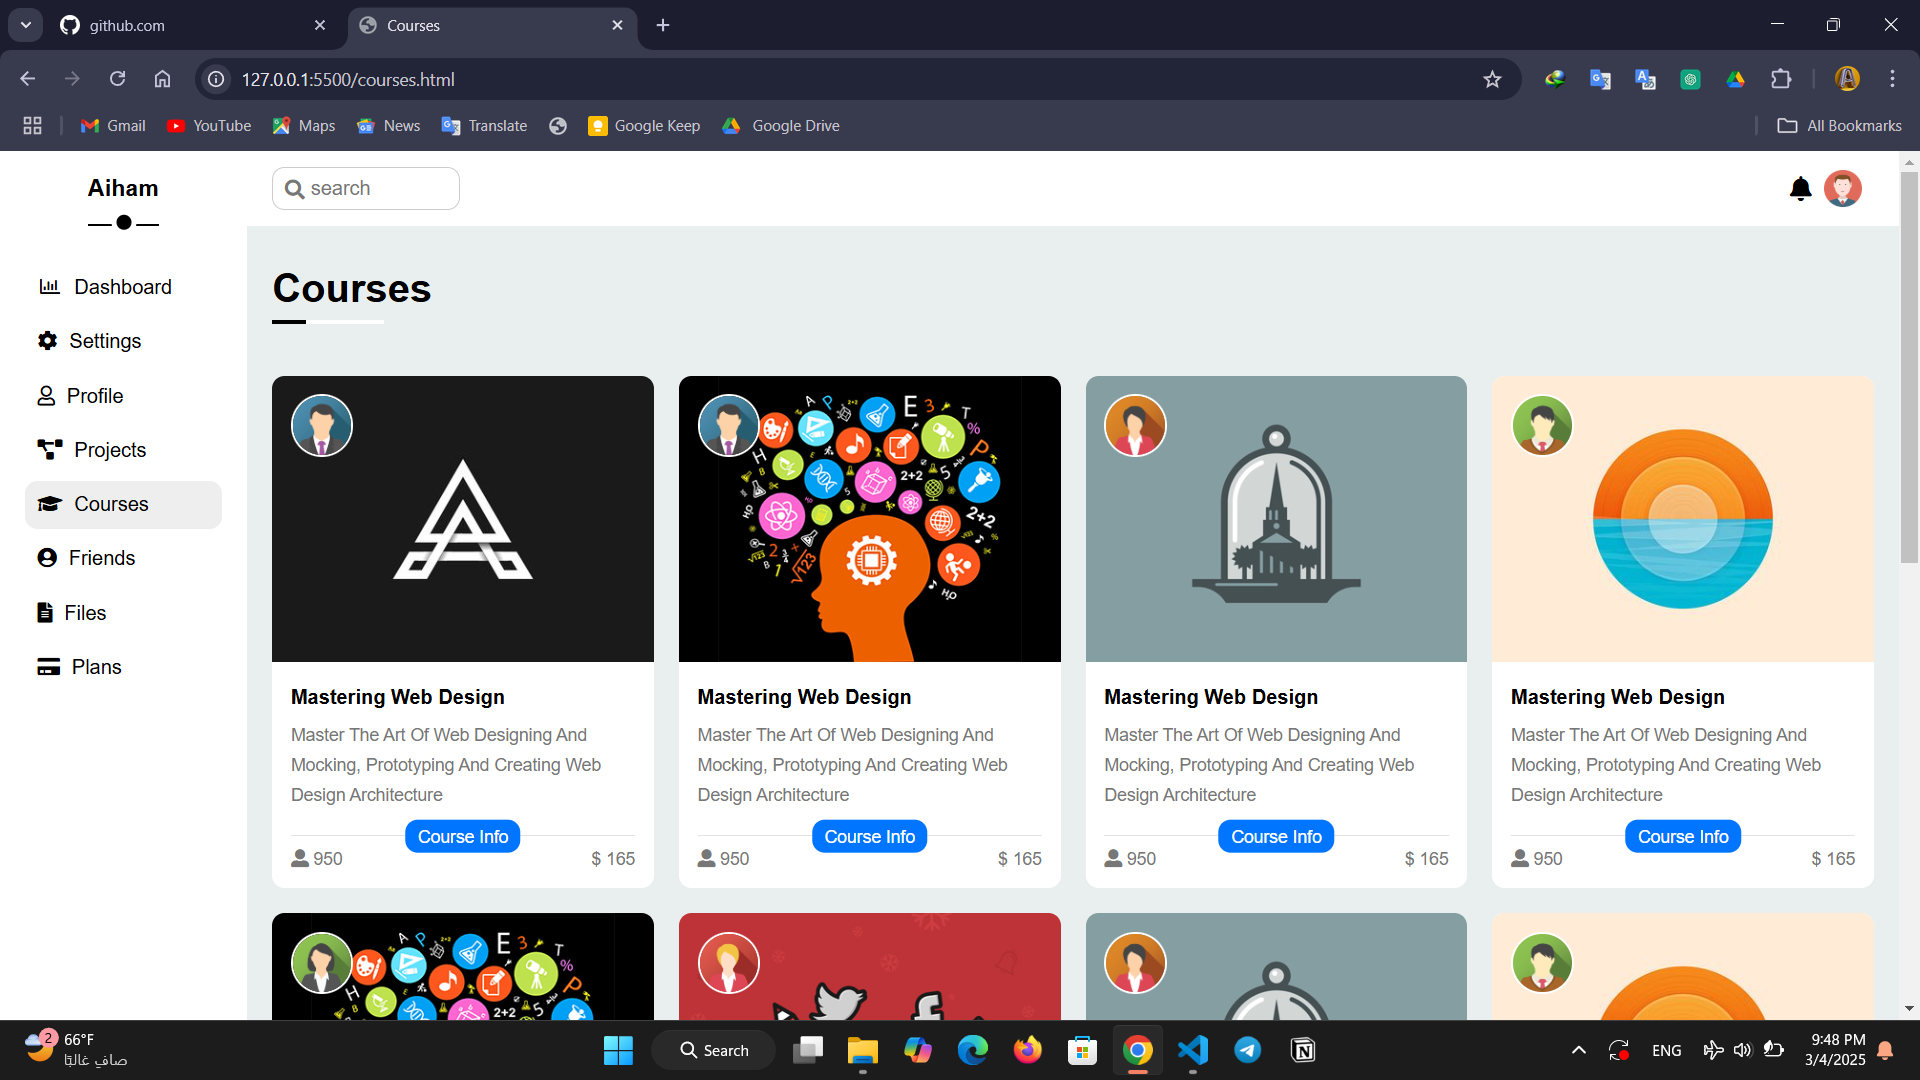 github.com
Courses
127.0.0.1:5500/courses.html
Gmail
YouTube
Maps
News
Translate
Google Keep
Google Drive
All Bookmarks
Aiham
search
Dashboard
Settings
Profile
Projects
Courses
Friends
Files
Plans
Courses
Mastering Web Design
Master The Art Of Web Designing And
Mocking, Prototyping And Creating Web
Design Architecture
Course Info
950
$ 165
Mastering Web Design
Master The Art Of Web Designing And
Mocking, Prototyping And Creating Web
Design Architecture
Course Info
950
$ 165
Mastering Web Design
Master The Art Of Web Designing And
Mocking, Prototyping And Creating Web
Design Architecture
Course Info
950
$ 165
Mastering Web Design
Master The Art Of Web Designing And
Mocking, Prototyping And Creating Web
Design Architecture
Course Info
950
$ 165
2
66°F
صافٍ غالبًا
Search
ENG
9:48 PM
3/4/2025